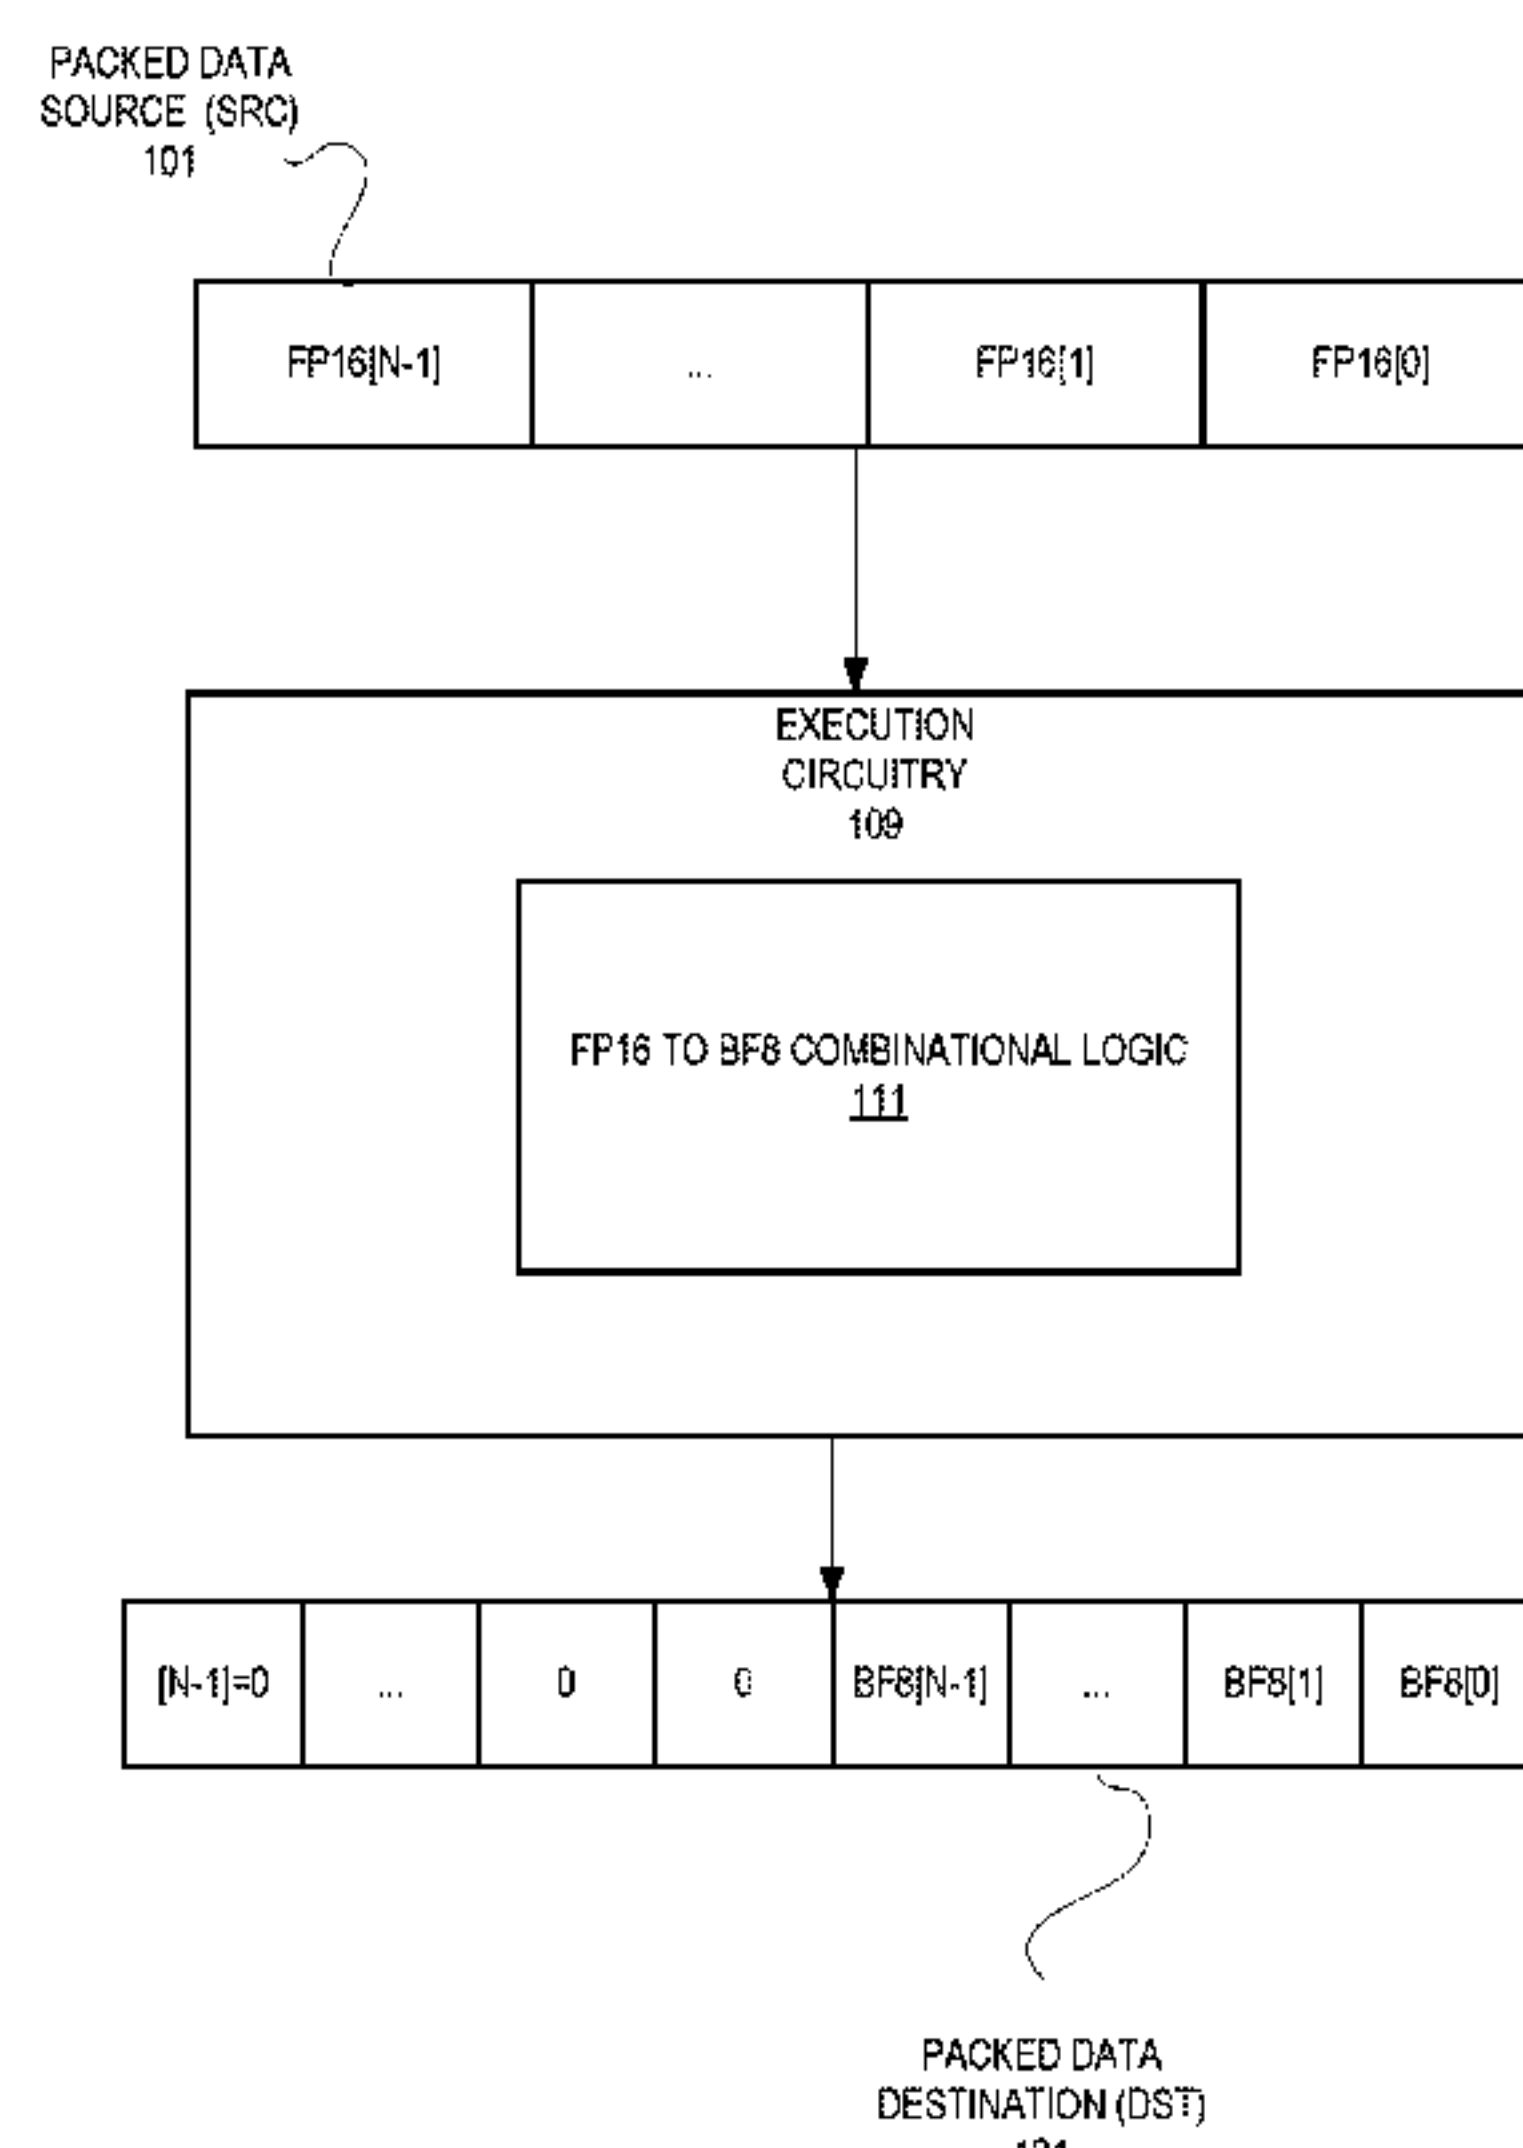 PACKED DATA
SOURCE (SRC)
101
FP16[N-1] ... FP16[1] FP16[0]
EXECUTION
CIRCUITRY
109
FP16 TO BF8 COMBINATIONAL LOGIC
111
[N-1]=0 ... 0 0 BF8[N-1] ... BF8[1] BF8[0]
PACKED DATA
DESTINATION (DST)